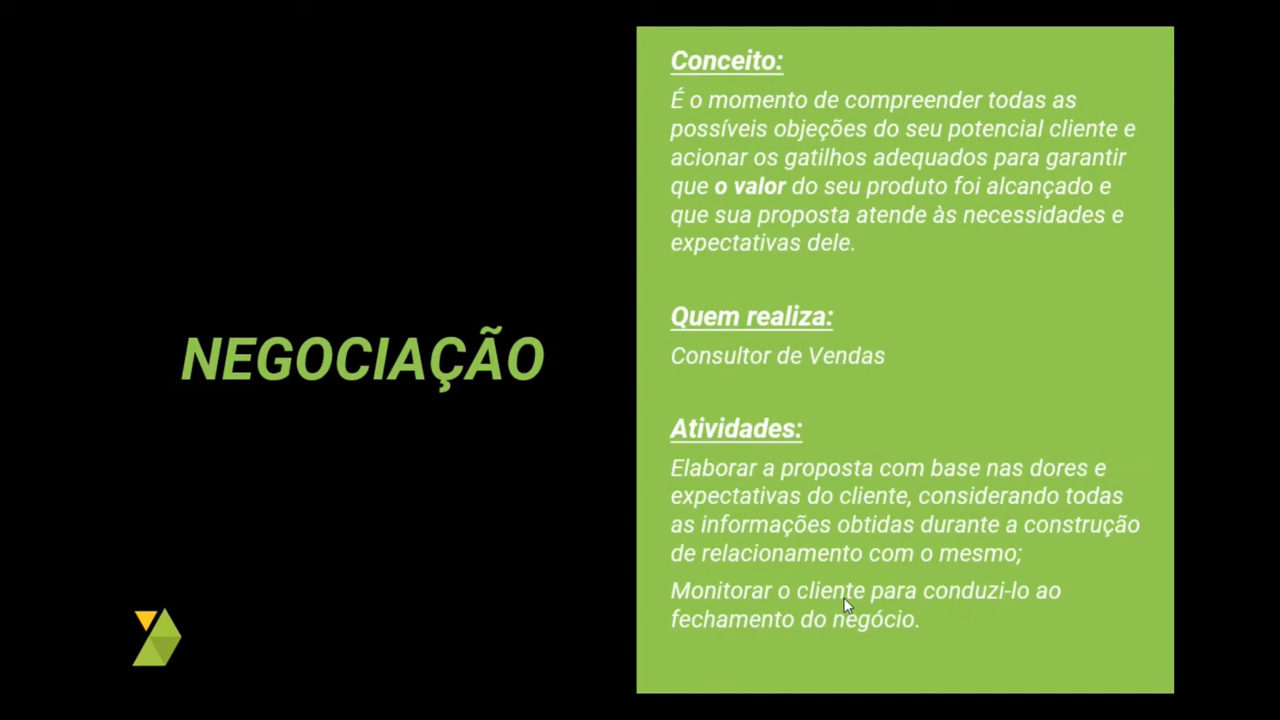 NEGOCIAÇÃO
Conceito:
É o momento de compreender todas as
possíveis objeções do seu potencial cliente e
acionar os gatilhos adequados para garantir
que o valor do seu produto foi alcançado e
que sua proposta atende às necessidades e
expectativas dele.
Quem realiza:
Consultor de Vendas
Atividades:
Elaborar a proposta com base nas dores e
expectativas do cliente, considerando todas
as informações obtidas durante a construção
de relacionamento com o mesmo;
Monitorar o cliente para conduzi-lo ao
fechamento do negócio.